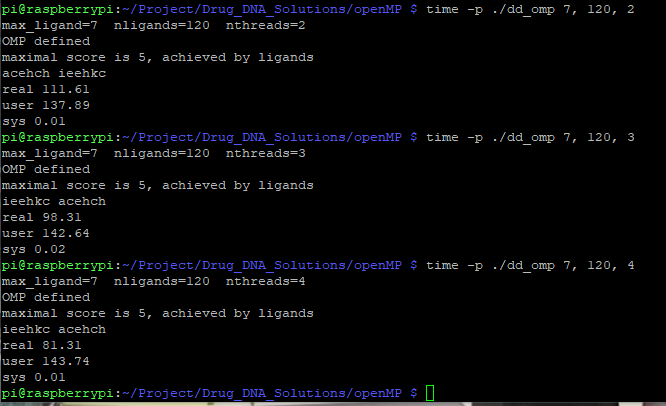 pi@raspberrypi:~/Project/Drug_DNA_Solutions/openMP $ time -p ./dd_omp 7, 120, 2
max_ligand=7  nligands=120  nthreads=2
OMP defined
maximal score is 5, achieved by ligands
acehch ieehkc
real 111.61
user 137.89
sys 0.01
pi@raspberrypi:~/Project/Drug_DNA_Solutions/openMP $ time -p ./dd_omp 7, 120, 3
max_ligand=7  nligands=120  nthreads=3
OMP defined
maximal score is 5, achieved by ligands
ieehkc acehch
real 98.31
user 142.64
sys 0.02
pi@raspberrypi:~/Project/Drug_DNA_Solutions/openMP $ time -p ./dd_omp 7, 120, 4
max_ligand=7  nligands=120  nthreads=4
OMP defined
maximal score is 5, achieved by ligands
ieehkc acehch
real 81.31
user 143.74
sys 0.01
pi@raspberrypi:~/Project/Drug_DNA_Solutions/openMP $